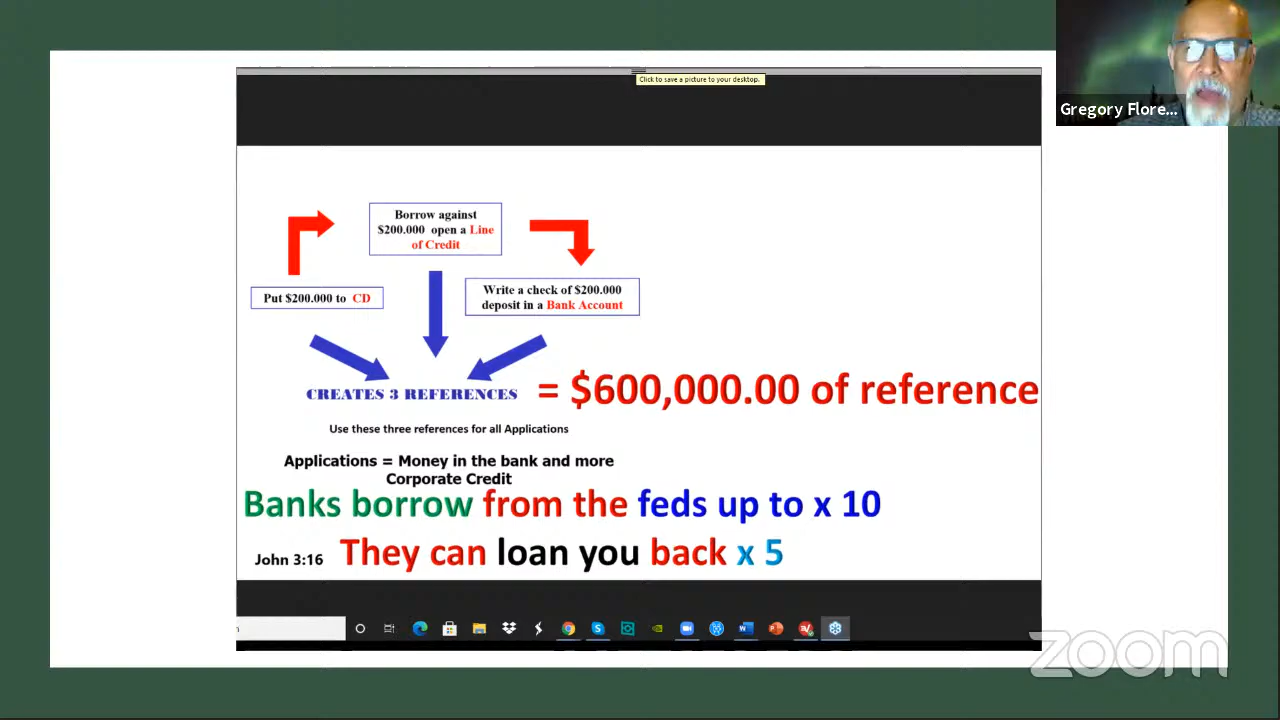 Click to save a picture to your desktop.
Gregory Flore...
Borrow against
$200.000 open a Line
of Credit
Put $200.000 to CD
Write a check of $200.000
deposit in a Bank Account
CREATES 3 REFERENCES
= $600,000.00 of reference
Use these three references for all Applications
Applications = Money in the bank and more
Corporate Credit
Banks borrow from the feds up to x 10
John 3:16 They can loan you back x 5
zoom